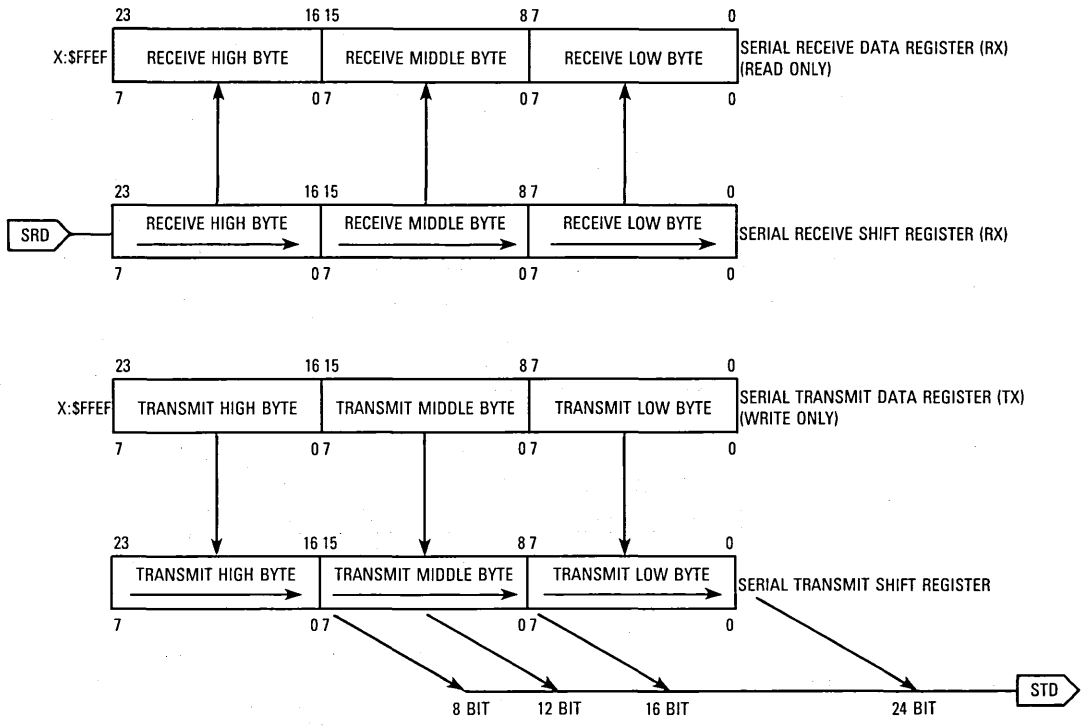 23 16 15 8 7 0
X:$FFEF RECEIVE HIGH BYTE RECEIVE MIDDLE BYTE RECEIVE LOW BYTE SERIAL RECEIVE DATA REGISTER (RX)
(READ ONLY)
7 0 7 0 7 0
23 16 15 8 7 0
SRD RECEIVE HIGH BYTE RECEIVE MIDDLE BYTE RECEIVE LOW BYTE SERIAL RECEIVE SHIFT REGISTER (RX)
7 0 7 0 7 0
23 16 15 8 7 0
X:$FFEF TRANSMIT HIGH BYTE TRANSMIT MIDDLE BYTE TRANSMIT LOW BYTE SERIAL TRANSMIT DATA REGISTER (TX)
(WRITE ONLY)
7 0 7 0 7 0
23 16 15 8 7 0
TRANSMIT HIGH BYTE TRANSMIT MIDDLE BYTE TRANSMIT LOW BYTE SERIAL TRANSMIT SHIFT REGISTER
7 0 7 0 7 0
STD
8 BIT 12 BIT 16 BIT 24 BIT